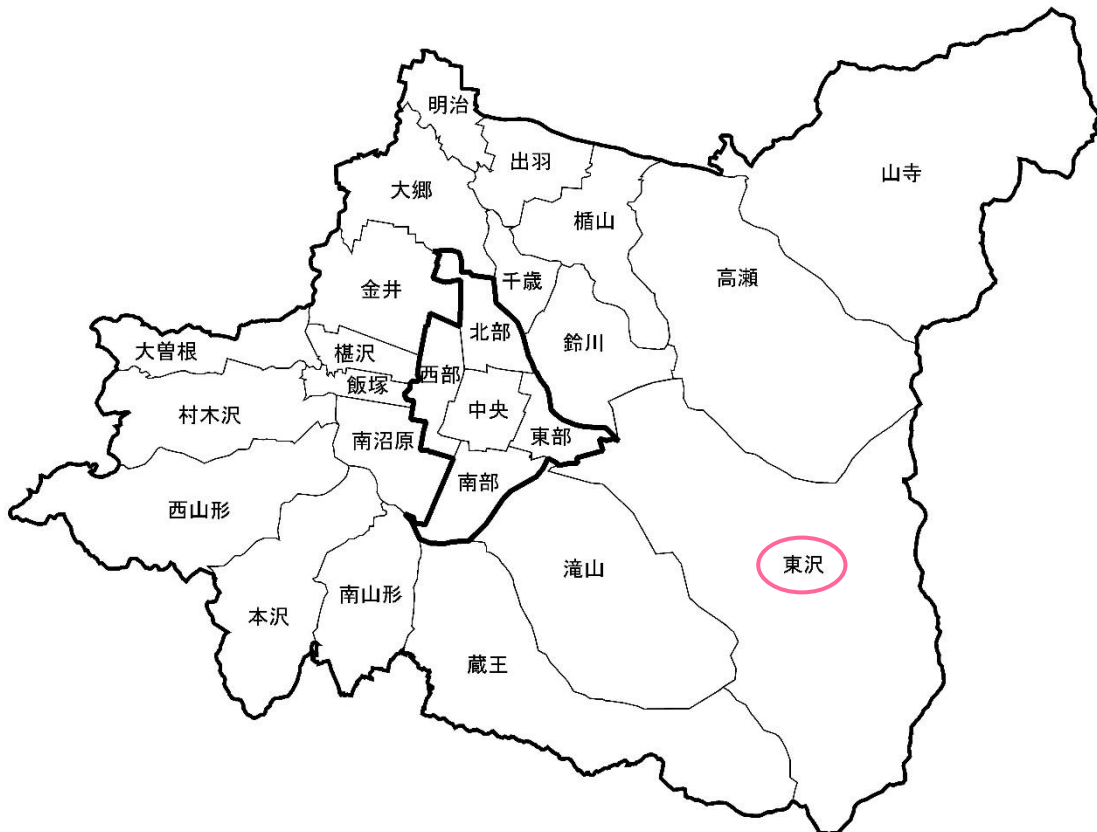 明治
出羽
山寺
大郷
楯山
高瀬
千歳
金井
北部
鈴川
大曽根
椹沢
西部
飯塚
村木沢
中央
東部
南沼原
南部
西山形
滝山
東沢
南山形
本沢
蔵王